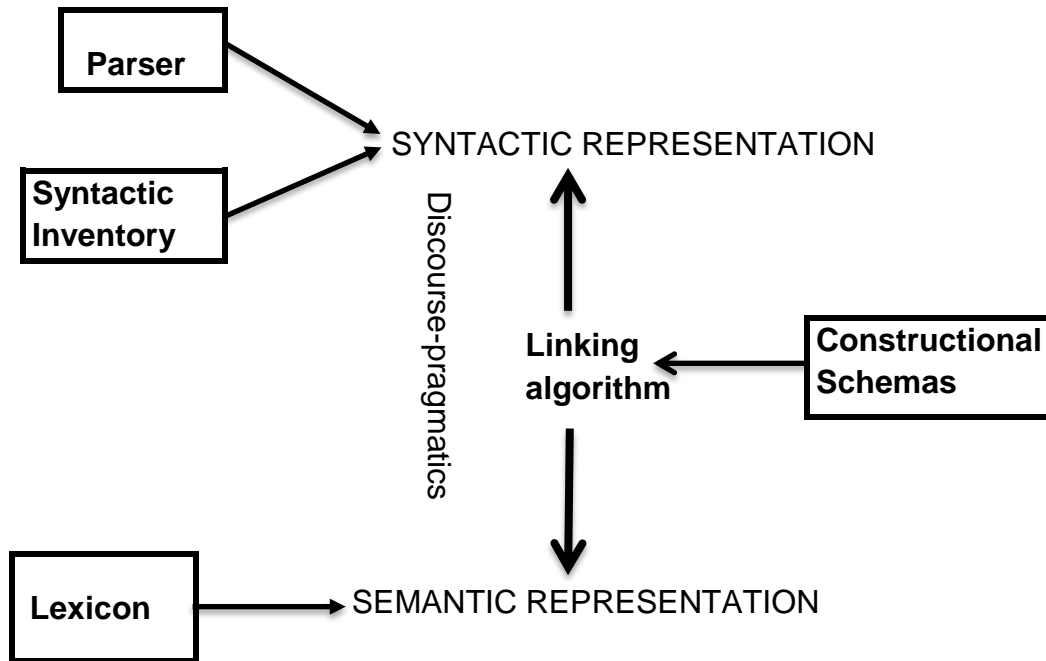 Parser
SYNTACTIC REPRESENTATION
Syntactic
Inventory
Discourse-pragmatics
Linking
algorithm
Constructional
Schemas
Lexicon
SEMANTIC REPRESENTATION